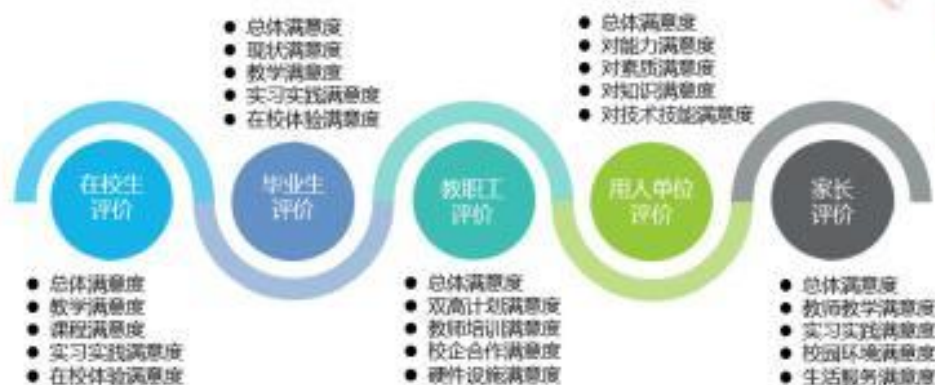 总体满意度
现状满意度
教学满意度
实习实践满意度
在校体验满意度
总体满意度
对能力满意度
对素质满意度
对知识满意度
对技术技能满意度
在校生
评价
毕业生
评价
教职工
评价
用人单位
评价
家长
评价
总体满意度
教学满意度
课程满意度
实习实践满意度
在校体验满意度
总体满意度
双高计划满意度
教师培训满意度
校企合作满意度
硬件设施满意度
总体满意度
教师教学满意度
实习实践满意度
校园环境满意度
生活服务满意度